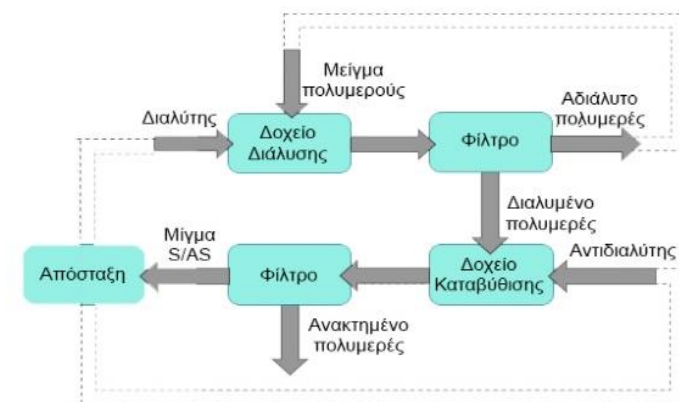 Μείγμα
πολυμερούς
Διαλύτης
Δοχείο
Διάλυσης
Φίλτρο
Αδιάλυτο
πολυμερές
Διαλυμένο
πολυμερές
Αντιδιαλύτης
Δοχείο
Καταβύθισης
Φίλτρο
Μίγμα
S/AS
Απόσταξη
Ανακτημένο
πολυμερές